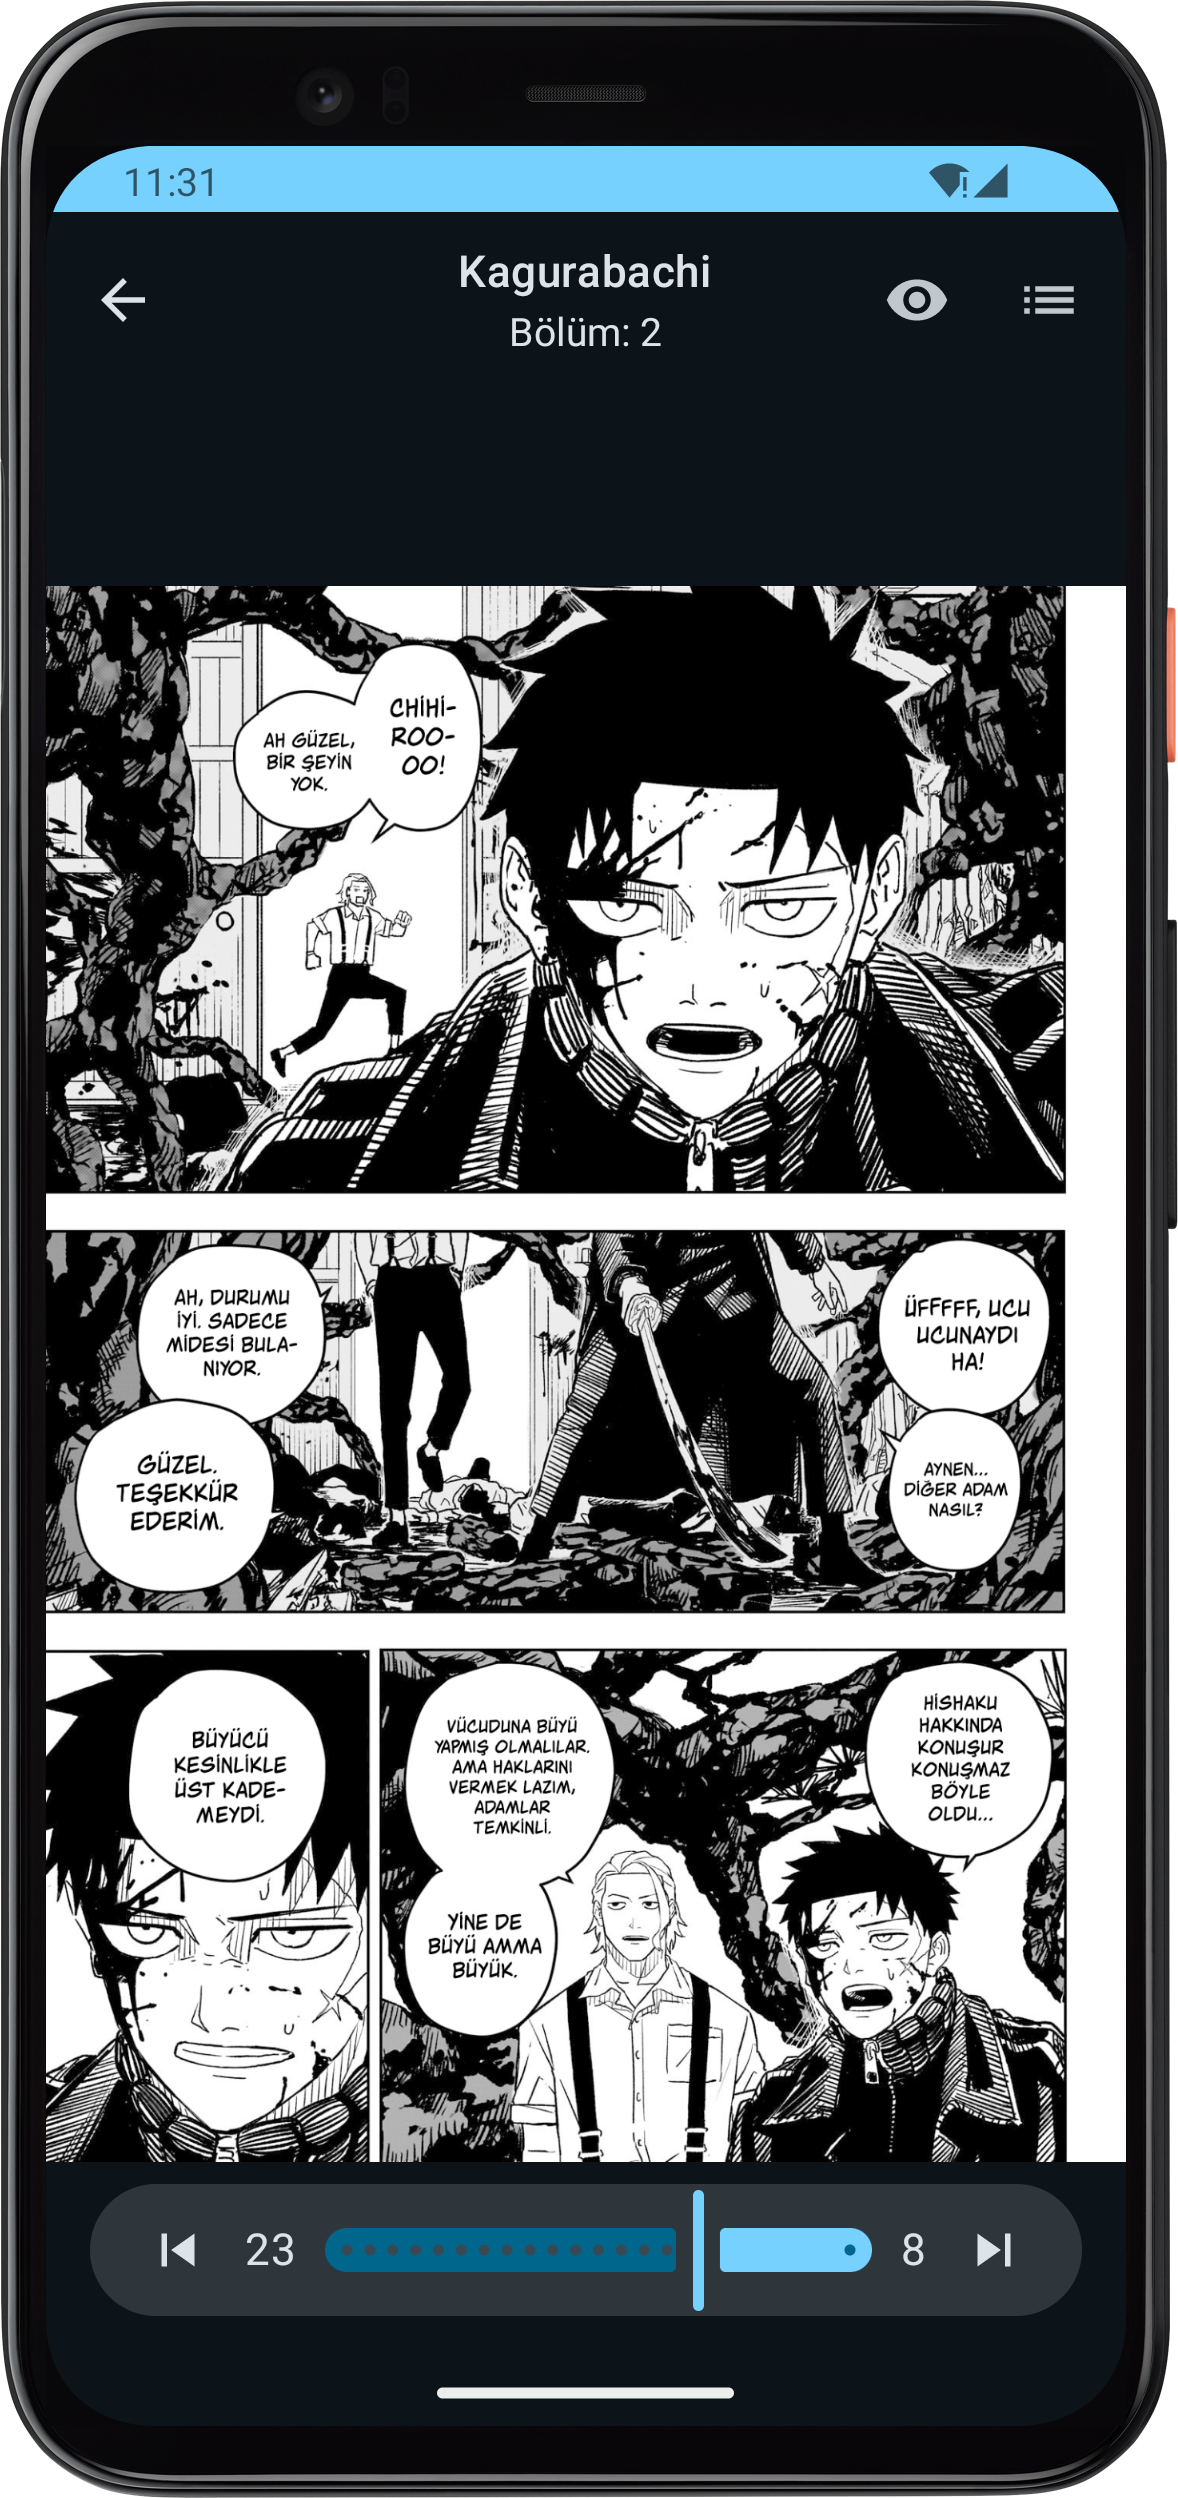 11:31
Kagurabachi
Bölüm: 2
CHİHİ-
ROO-
OO!
AH GÜZEL,
BİR ŞEYİN
YOK.
ÜFFFFF, UCU
UCUNAYDI
HA!
AYNEN...
DİĞER ADAM
NASIL?
AH, DURUMU
İYİ. SADECE
MİDESİ BULA-
NIYOR.
GÜZEL.
TEŞEKKÜR
EDERİM.
HİSHAKU
HAKKINDA
KONUŞUR
KONUŞMAZ
BÖYLE
OLDU...
VÜCUDUNA BÜYÜ
YAPMIŞ OLMALILAR.
AMA HAKLARINI
VERMEK LAZIM,
ADAMLAR
TEMKİNLİ.
YİNE DE
BÜYÜ AMMA
BÜYÜK.
BÜYÜCÜ
KESİNLİKLE
ÜST KADE-
MEYDİ.
23
8